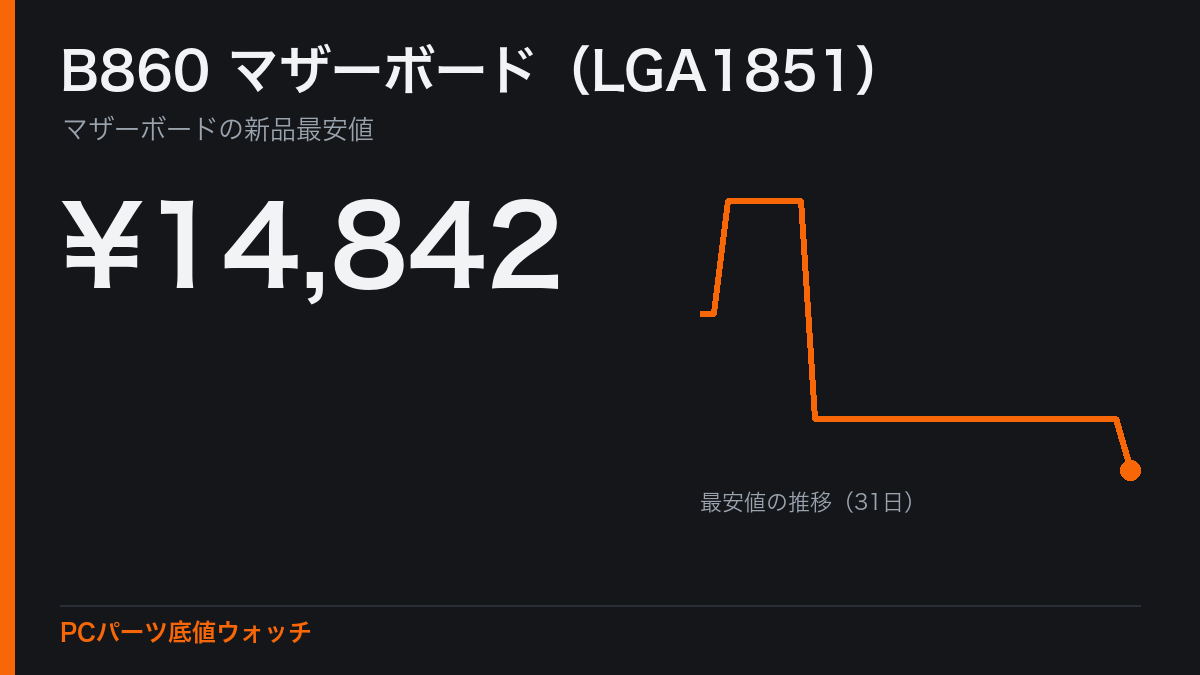 B860 マザーボード（LGA1851）
マザーボードの新品最安値
¥14,842
最安値の推移（31日）
PCパーツ底値ウォッチ